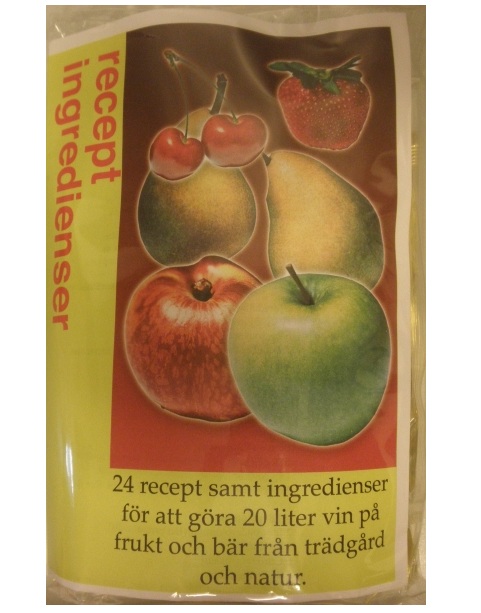 recept
ingredienser
24 recept samt ingredienser
för att göra 20 liter vin på
frukt och bär från trädgård
och natur.